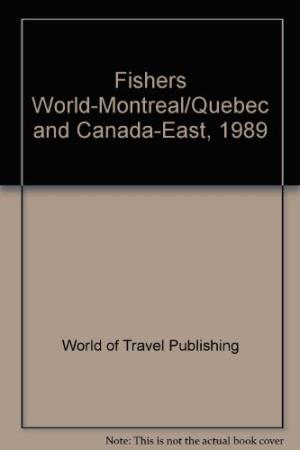 Fishers
World-Montreal/Quebec
and Canada-East, 1989
World of Travel Publishing
Note: This is not the actual book cover